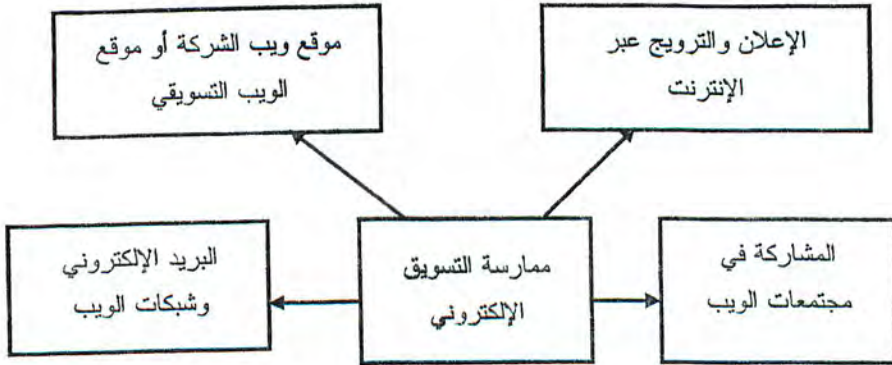 الإعلان والترويج عبر
الإنترنت
موقع ويب الشركة أو موقع
الويب التسويقي
المشاركة في
مجتمعات الويب
ممارسة التسويق
الإلكتروني
البريد الإلكتروني
وشبكات الويب